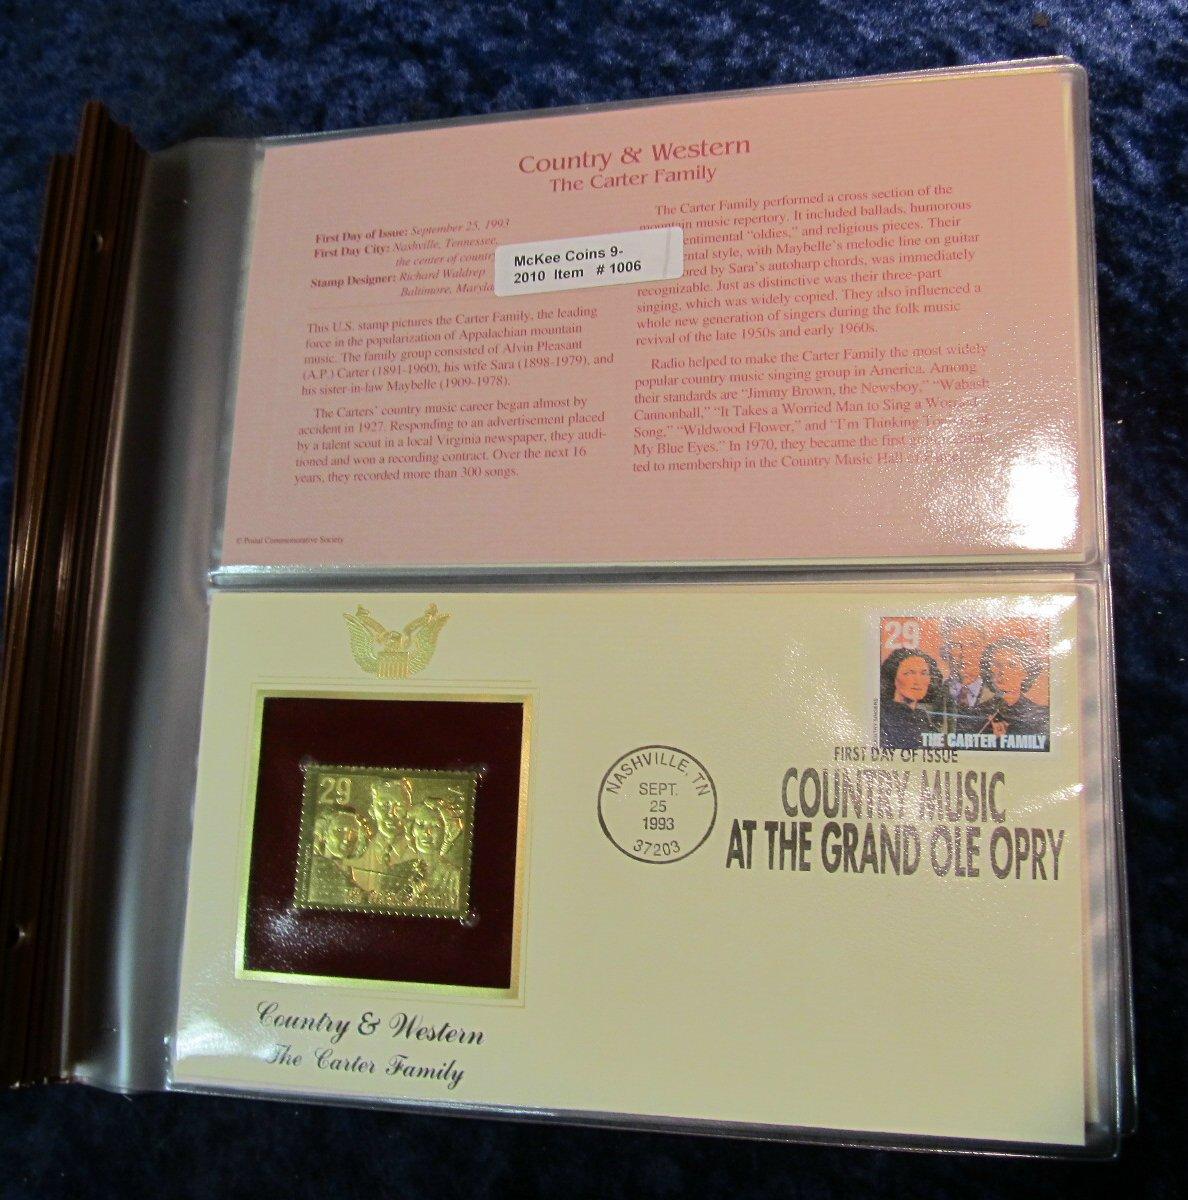 Country & Western
The Carter Family
First Day of Issue: September 25, 1993
First Day City: Nashville, Tennessee,
the center of country
Stamp Designer: Richard Waldrep
Baltimore,
This U.S. stamp pictures the Carter Family, the leading
force in the popularization of Appalachian mountain
music. The family group consisted of Alvin Pleasant
(A.P.) Carter (1891-1960), his wife Sara (1898-1979), and
his sister-in-law Maybelle (1909-1978).
The Carters' country music career began almost by
accident in 1927. Responding to an advertisement placed
by a talent scout in a local Virginia newspaper, they audi-
tioned and won a recording contract. Over the next 16
years, they recorded more than 300 songs.
© Postal Commemorative Society
McKee Coins 9-
2010 Item # 1006
The Carter Family performed a cross section of the
mountain music repertory. It included ballads, humorous
"oldies," and religious pieces. Their
style, with Maybelle's melodic line on guitar
by Sara's autoharp chords, was immediately
recognizable. Just as distinctive was their three-part
singing, which was widely copied. They also influenced a
whole new generation of singers during the folk music
revival of the late 1950s and early 1960s.
Radio helped to make the Carter Family the most widely
popular country music singing group in America. Among
their standards are "Jimmy Brown, the Newsboy," "Wabash
Cannonball," "It Takes a Worried Man to Sing a Worried
Song," "Wildwood Flower," and "I'm Thinking
My Blue Eyes." In 1970, they became the first
ted to membership in the Country Music Hall
29
THE CARTER FAMILY
FIRST DAY OF ISSUE
COUNTRY MUSIC
AT THE GRAND OLE OPRY
NASHVILLE, TN
SEPT.
25
1993
37203
29
USA
THE CARTER FAMILY
Country & Western
The Carter Family